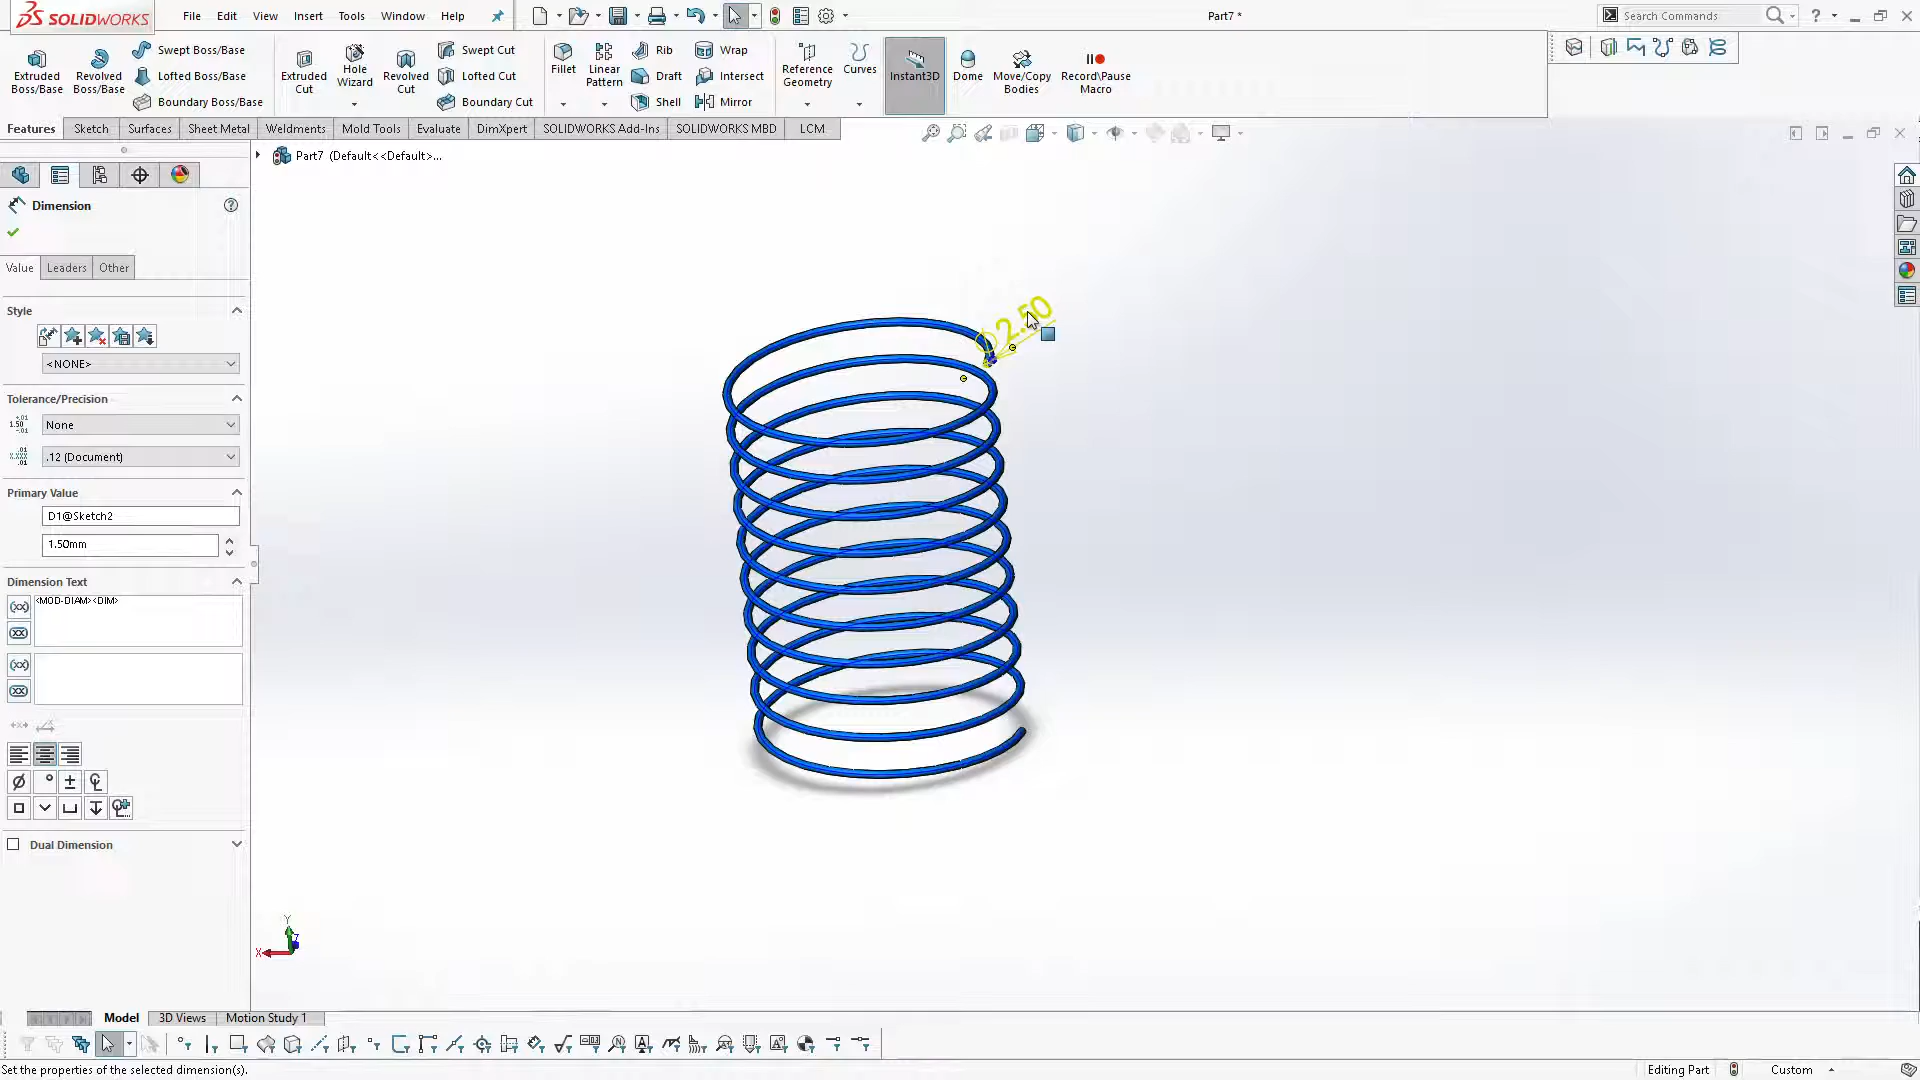 SOLIDWORKS
File Edit View Insert Tools Window Help
Part7 *
Search Commands
Extruded Boss/Base
Revolved Boss/Base
Swept Boss/Base
Lofted Boss/Base
Boundary Boss/Base
Extruded Cut
Hole Wizard
Revolved Cut
Swept Cut
Lofted Cut
Boundary Cut
Fillet
Linear Pattern
Rib
Draft
Shell
Wrap
Intersect
Mirror
Reference Geometry
Curves
Instant3D
Dome
Move/Copy Bodies
Record\Pause Macro
Features Sketch Surfaces Sheet Metal Weldments Mold Tools Evaluate DimXpert SOLIDWORKS Add-Ins SOLIDWORKS MBD LCM
Part7 (Default<<Default>...
Dimension
Value Leaders Other
Style
<NONE>
Tolerance/Precision
None
.12 (Document)
Primary Value
D1@Sketch2
1.50mm
Dimension Text
<MOD-DIAM><DIM>
Dual Dimension
∅2.50
Y
X
Z
Model 3D Views Motion Study 1
Set the properties of the selected dimension(s).
Editing Part
Custom